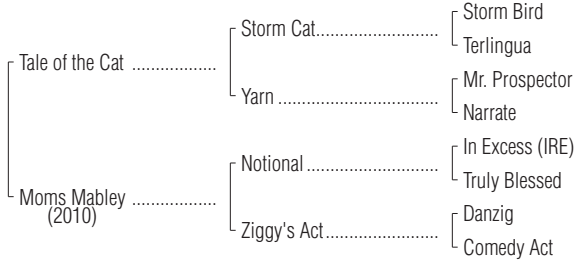 Storm Bird
Storm Cat..............................
Terlingua
Tale of the Cat ..................
Mr. Prospector
Yarn .......................................
Narrate
In Excess (IRE)
Notional ................................
Truly Blessed
Moms Mabley ..................
(2010)
Danzig
Ziggy's Act...........................
Comedy Act